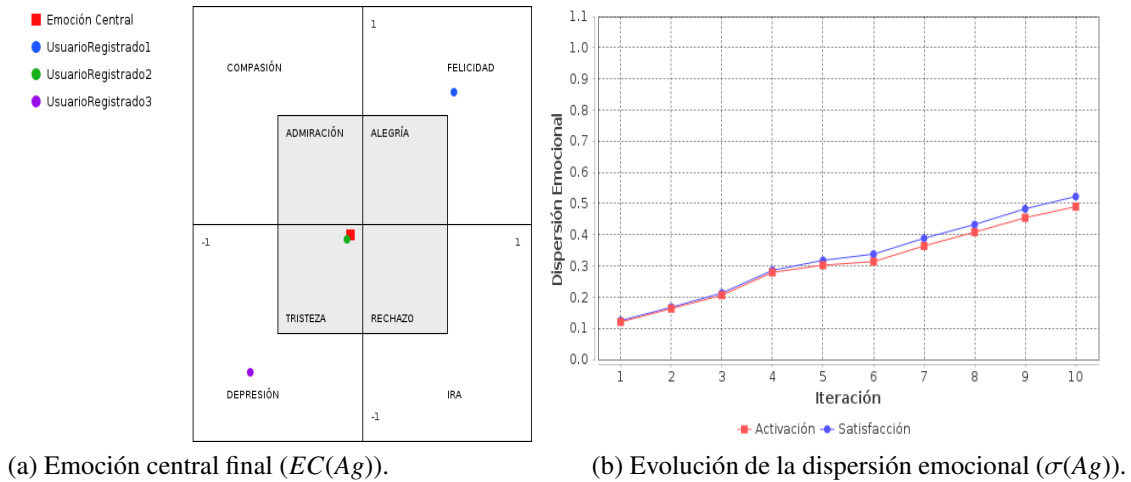 Emoción Central
UsuarioRegistrado1
UsuarioRegistrado2
UsuarioRegistrado3
1
COMPASIÓN
FELICIDAD
ADMIRACIÓN
ALEGRÍA
-1
1
TRISTEZA
RECHAZO
DEPRESIÓN
IRA
-1
(a) Emoción central final (EC(Ag)).
Dispersión Emocional
1.1
1.0
0.9
0.8
0.7
0.6
0.5
0.4
0.3
0.2
0.1
0.0
1 2 3 4 5 6 7 8 9 10
Iteración
Activación Satisfacción
(b) Evolución de la dispersión emocional (σ(Ag)).